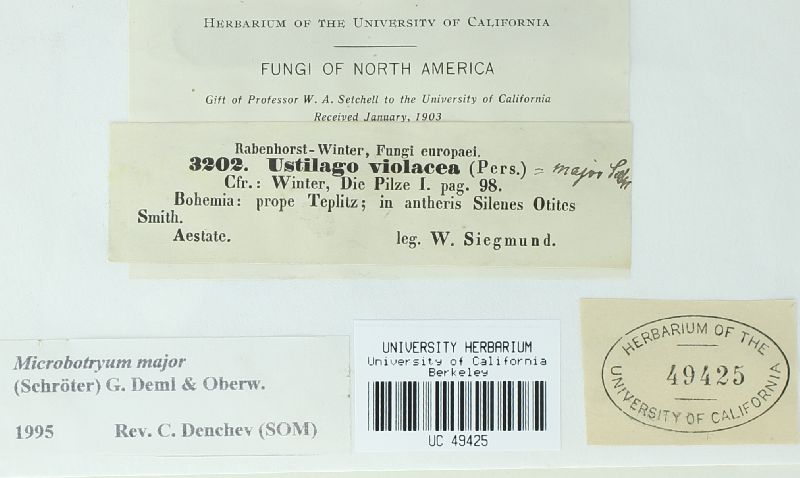 HERBARIUM OF THE UNIVERSITY OF CALIFORNIA
FUNGI OF NORTH AMERICA
Gift of Professor W. A. Setchell to the University of California
Received January, 1903
Rabenhorst-Winter, Fungi europaei.
3202. Ustilago violacea (Pers.) = major
Cfr.: Winter, Die Pilze I. pag. 98.
Bohemia: prope Teplitz; in antheris Silenes Otites
Smith.
Aestate. leg. W. Siegmund.
Microbotryum major
(Schröter) G. Deml & Oberw.
1995 Rev. C. Denchev (SOM)
UNIVERSITY HERBARIUM
University of California
Berkeley
UC 49425
HERBARIUM OF THE
49425
UNIVERSITY OF CALIFORNIA